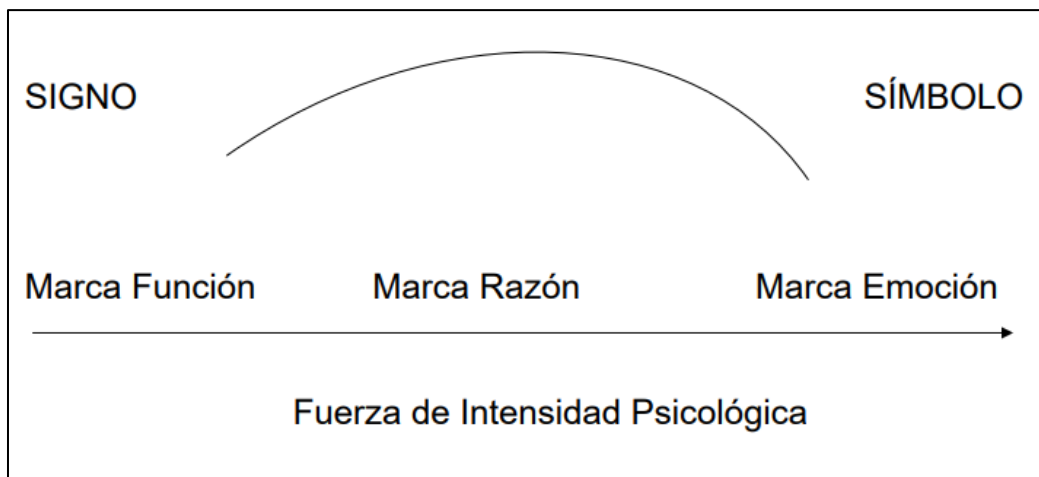 SIGNO SÍMBOLO
Marca Función Marca Razón Marca Emoción
Fuerza de Intensidad Psicológica